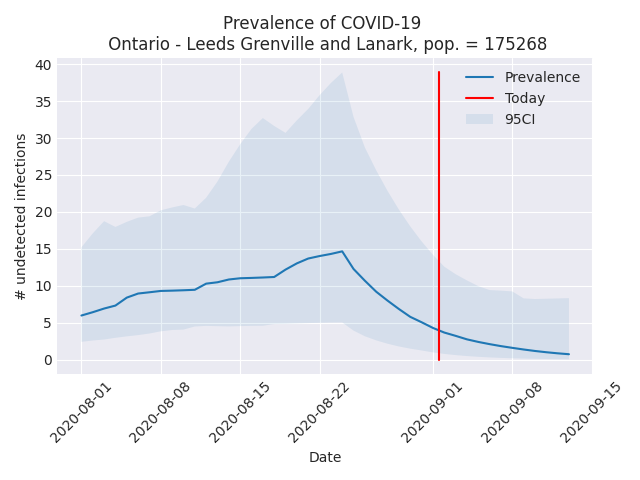 Prevalence of COVID-19
Ontario - Leeds Grenville and Lanark, pop. = 175268
40
35
30
25
20
15
10
5
0
# undetected infections
Prevalence
Today
95CI
2020-08-01
2020-08-08
2020-08-15
2020-08-22
2020-09-01
2020-09-08
2020-09-15
Date